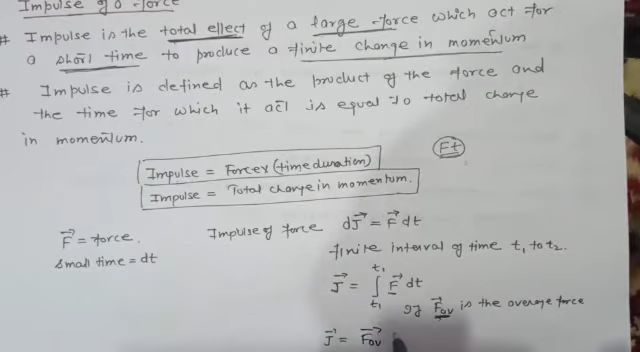 Impulse of a force
# Impulse is the total effect of a large force which act for
a short time to produce a finite change in momentum
# Impulse is defined as the product of the force and
the time for which it act is equal to total change
in momentum.
Ft
Impulse = Force x (time duration)
Impulse = Total change in momentum.
F⃗ = force. Impulse of force dJ⃗ = F⃗ dt
small time = dt
finite interval of time t₁ to t₂.
J⃗ = ∫ₜ₁ᵗ² F⃗ dt
If F⃗av is the average force
J⃗ = F⃗av